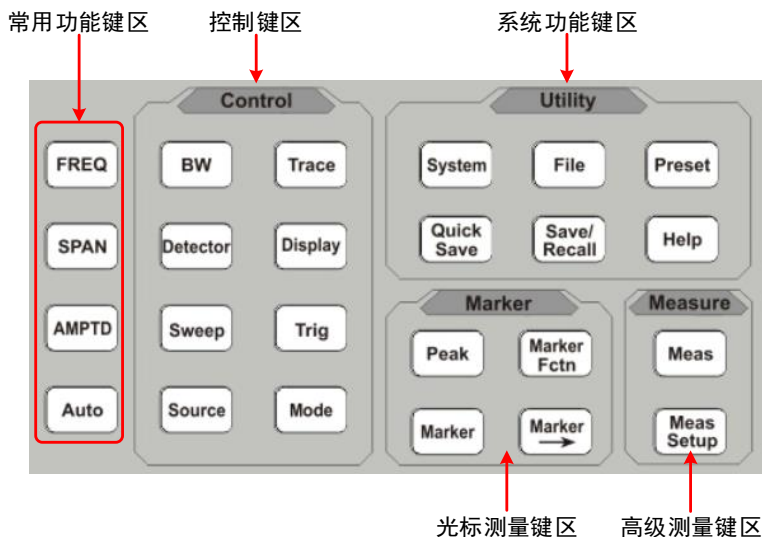 常用功能键区
控制键区
系统功能键区
Control
Utility
FREQ
BW
Trace
System
File
Preset
SPAN
Detector
Display
Quick
Save
Save/
Recall
Help
Marker
Measure
AMPTD
Sweep
Trig
Peak
Marker
Fctn
Meas
Auto
Source
Mode
Marker
Marker
Meas
Setup
光标测量键区
高级测量键区